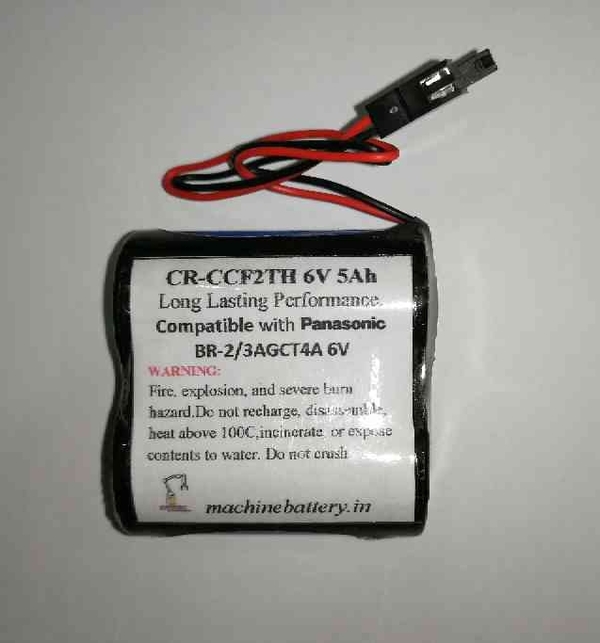 CR-CCF2TH 6V 5Ah
Long Lasting Performance.
Compatible with Panasonic
BR-2/3AGCT4A 6V
WARNING:
Fire, explosion, and severe burn
hazard.Do not recharge, disassemble,
heat above 100C,incinerate or expose
contents to water. Do not crush
machinebattery.in